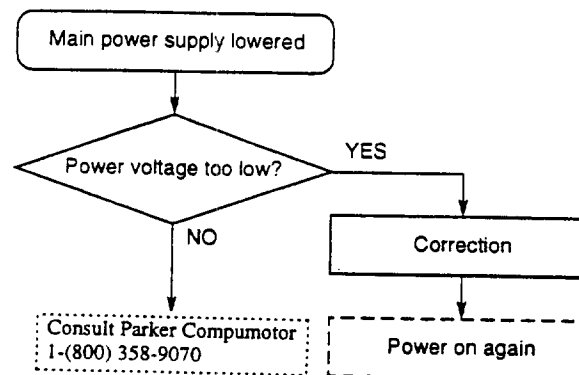 Main power supply lowered
Power voltage too low?
YES
NO
Correction
Consult Parker Compumotor
1-(800) 358-9070
Power on again